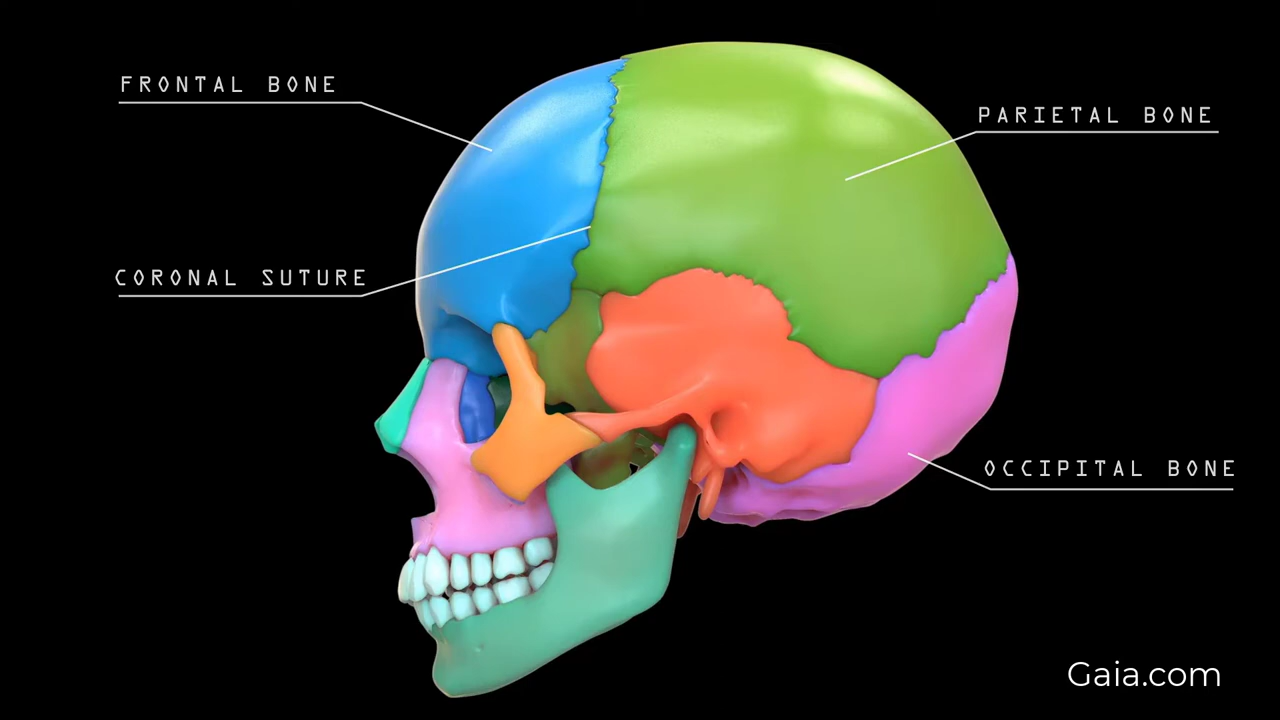 FRONTAL BONE
PARIETAL BONE
CORONAL SUTURE
OCCIPITAL BONE
Gaia.com